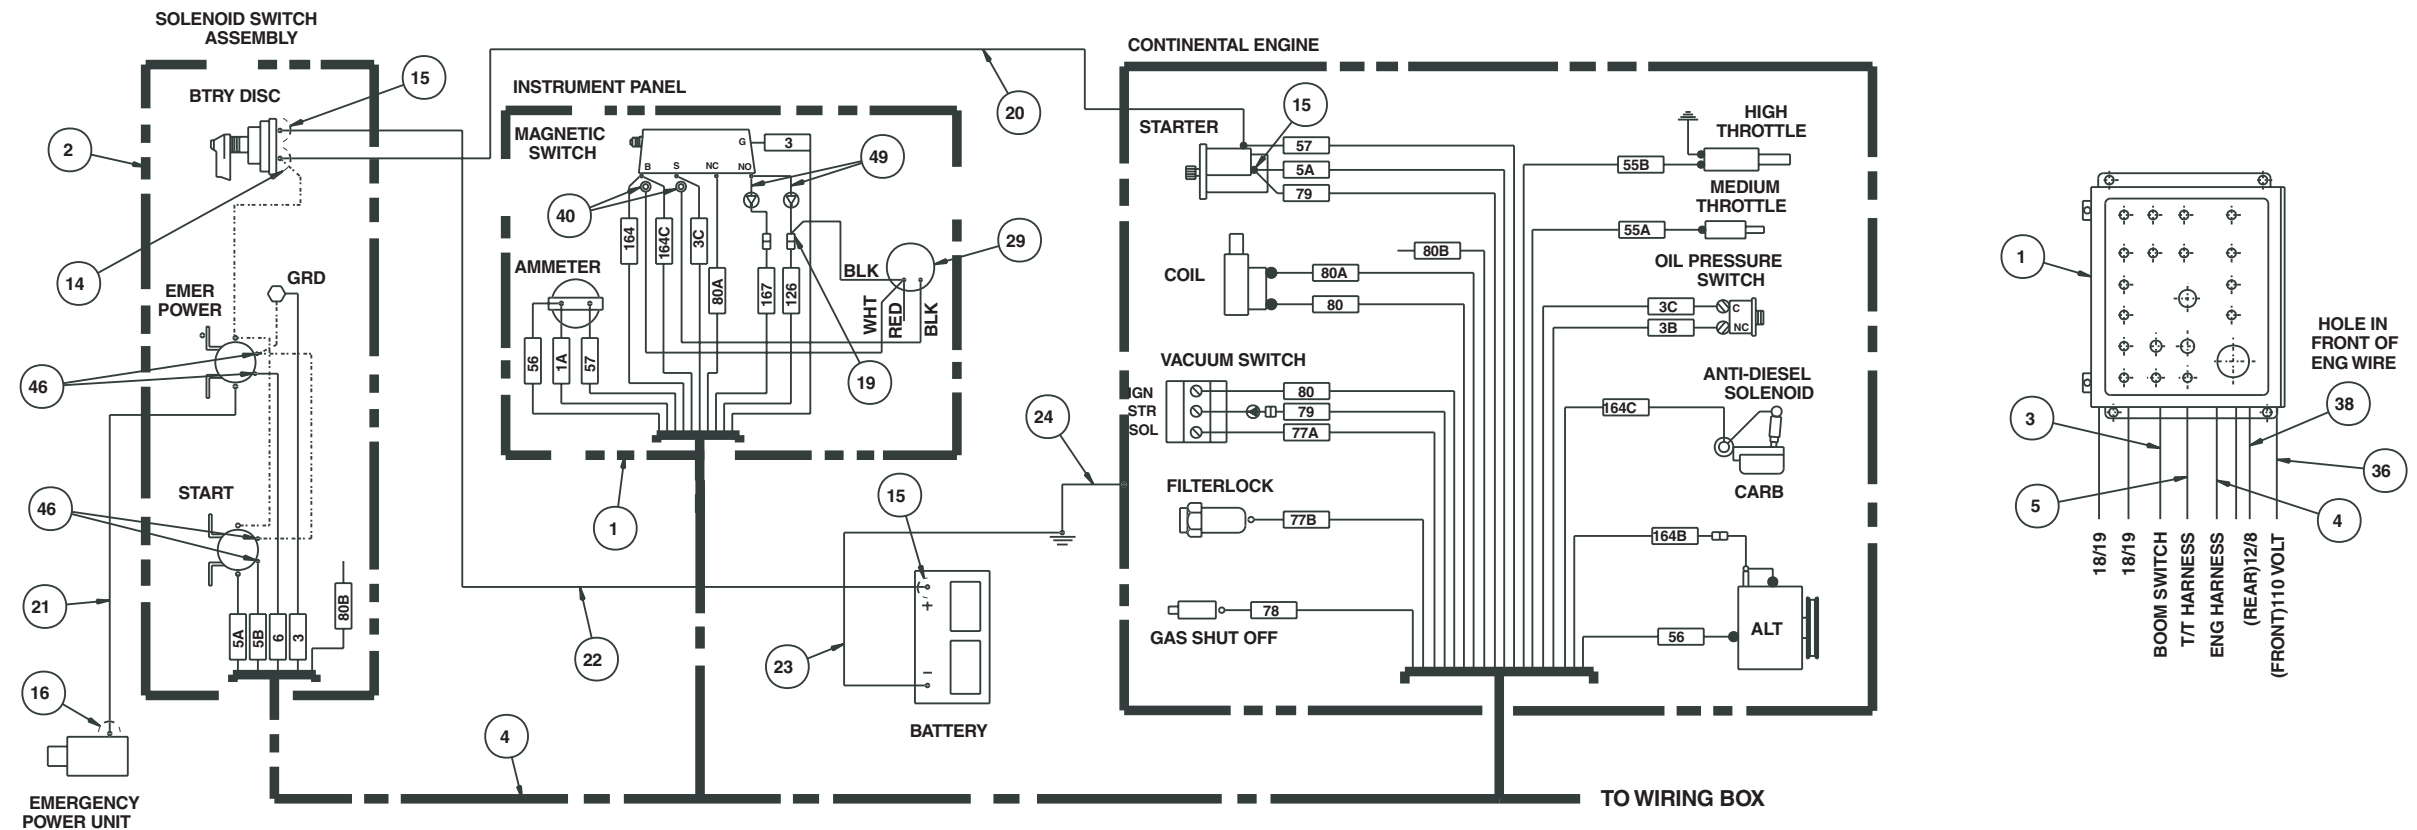 SOLENOID SWITCH
ASSEMBLY
BTRY DISC
15
2
14
EMER
POWER
GRD
46
START
46
21
5A
5B
6
3
80B
16
EMERGENCY
POWER UNIT
INSTRUMENT PANEL
MAGNETIC
SWITCH
G
3
B
S
NC
NO
49
40
164
164C
3C
80A
167
126
AMMETER
56
1A
57
BLK
WHT
RED
BLK
29
19
1
20
24
15
+
-
BATTERY
22
23
4
CONTINENTAL ENGINE
STARTER
15
57
5A
79
COIL
80B
80A
80
VACUUM SWITCH
IGN
STR
SOL
80
79
77A
FILTERLOCK
77B
78
GAS SHUT OFF
HIGH
THROTTLE
55B
MEDIUM
THROTTLE
55A
OIL PRESSURE
SWITCH
3C
C
3B
NC
ANTI-DIESEL
SOLENOID
164C
CARB
164B
56
ALT
TO WIRING BOX
1
HOLE IN
FRONT OF
ENG WIRE
38
3
36
5
4
18/19
18/19
BOOM SWITCH
T/T HARNESS
ENG HARNESS
(REAR)12/8
(FRONT)110 VOLT